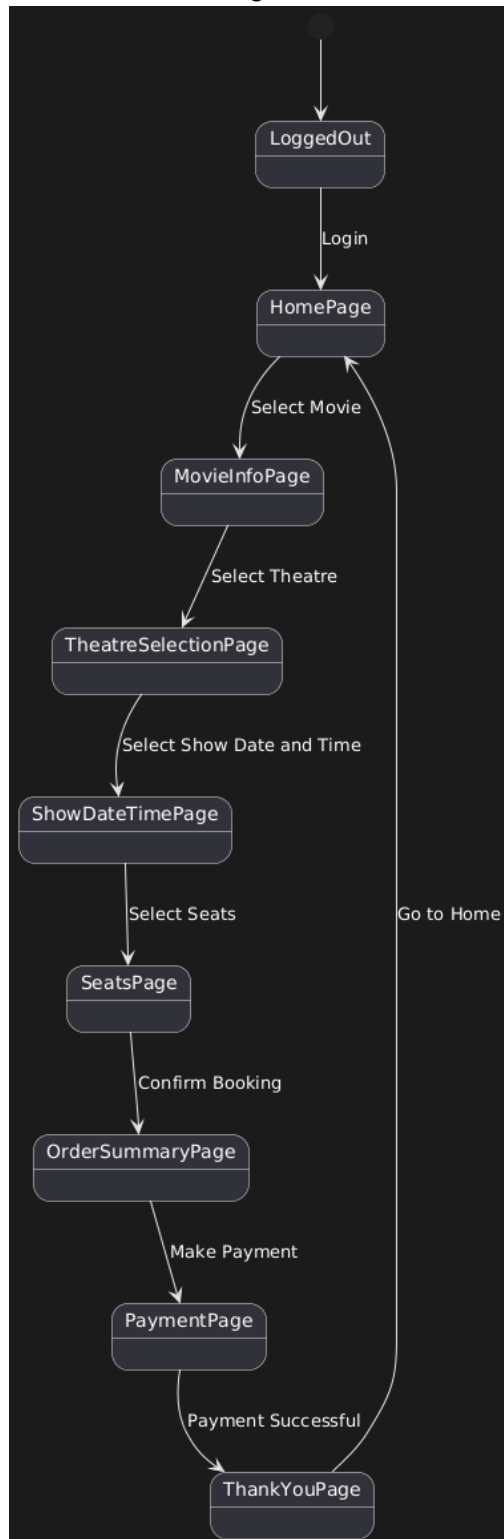 LoggedOut
Login
HomePage
Select Movie
MovieInfoPage
Select Theatre
TheatreSelectionPage
Select Show Date and Time
ShowDateTimePage
Select Seats
Go to Home
SeatsPage
Confirm Booking
OrderSummaryPage
Make Payment
PaymentPage
Payment Successful
ThankYouPage